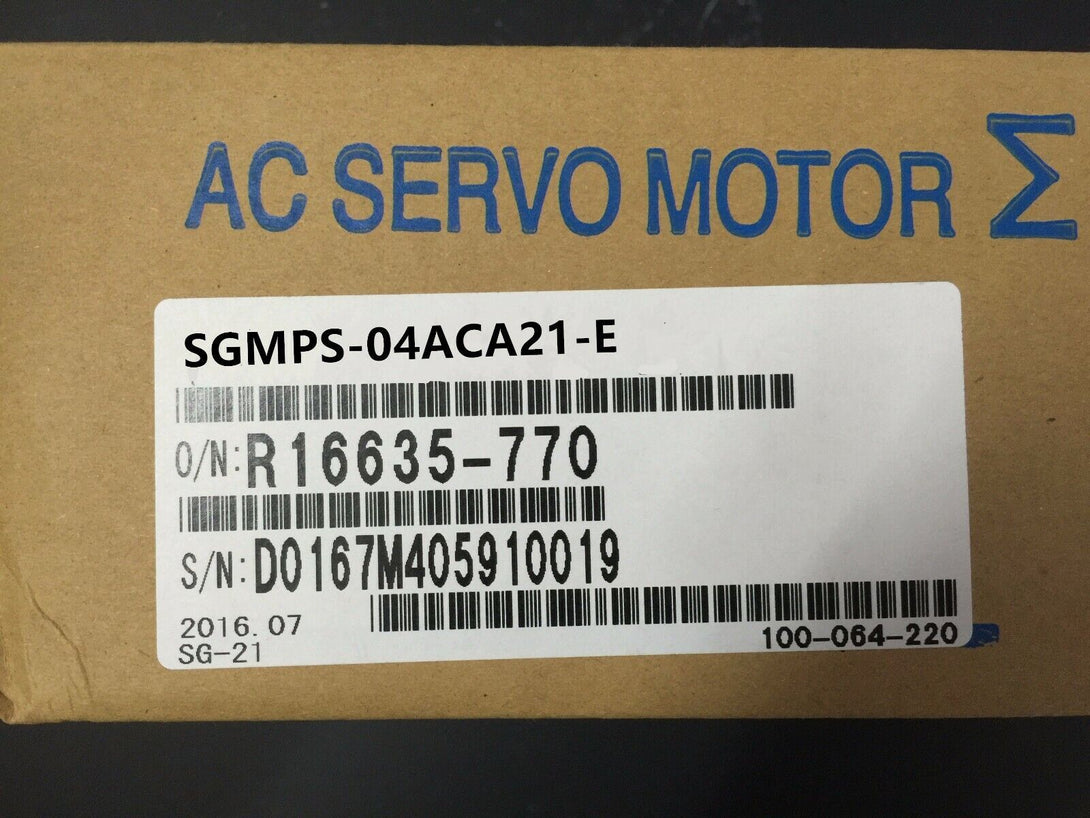 AC SERVO MOTOR Σ
SGMPS-04ACA21-E
O/N:R16635-770
S/N:D0167M405910019
2016.07
SG-21
100-064-220